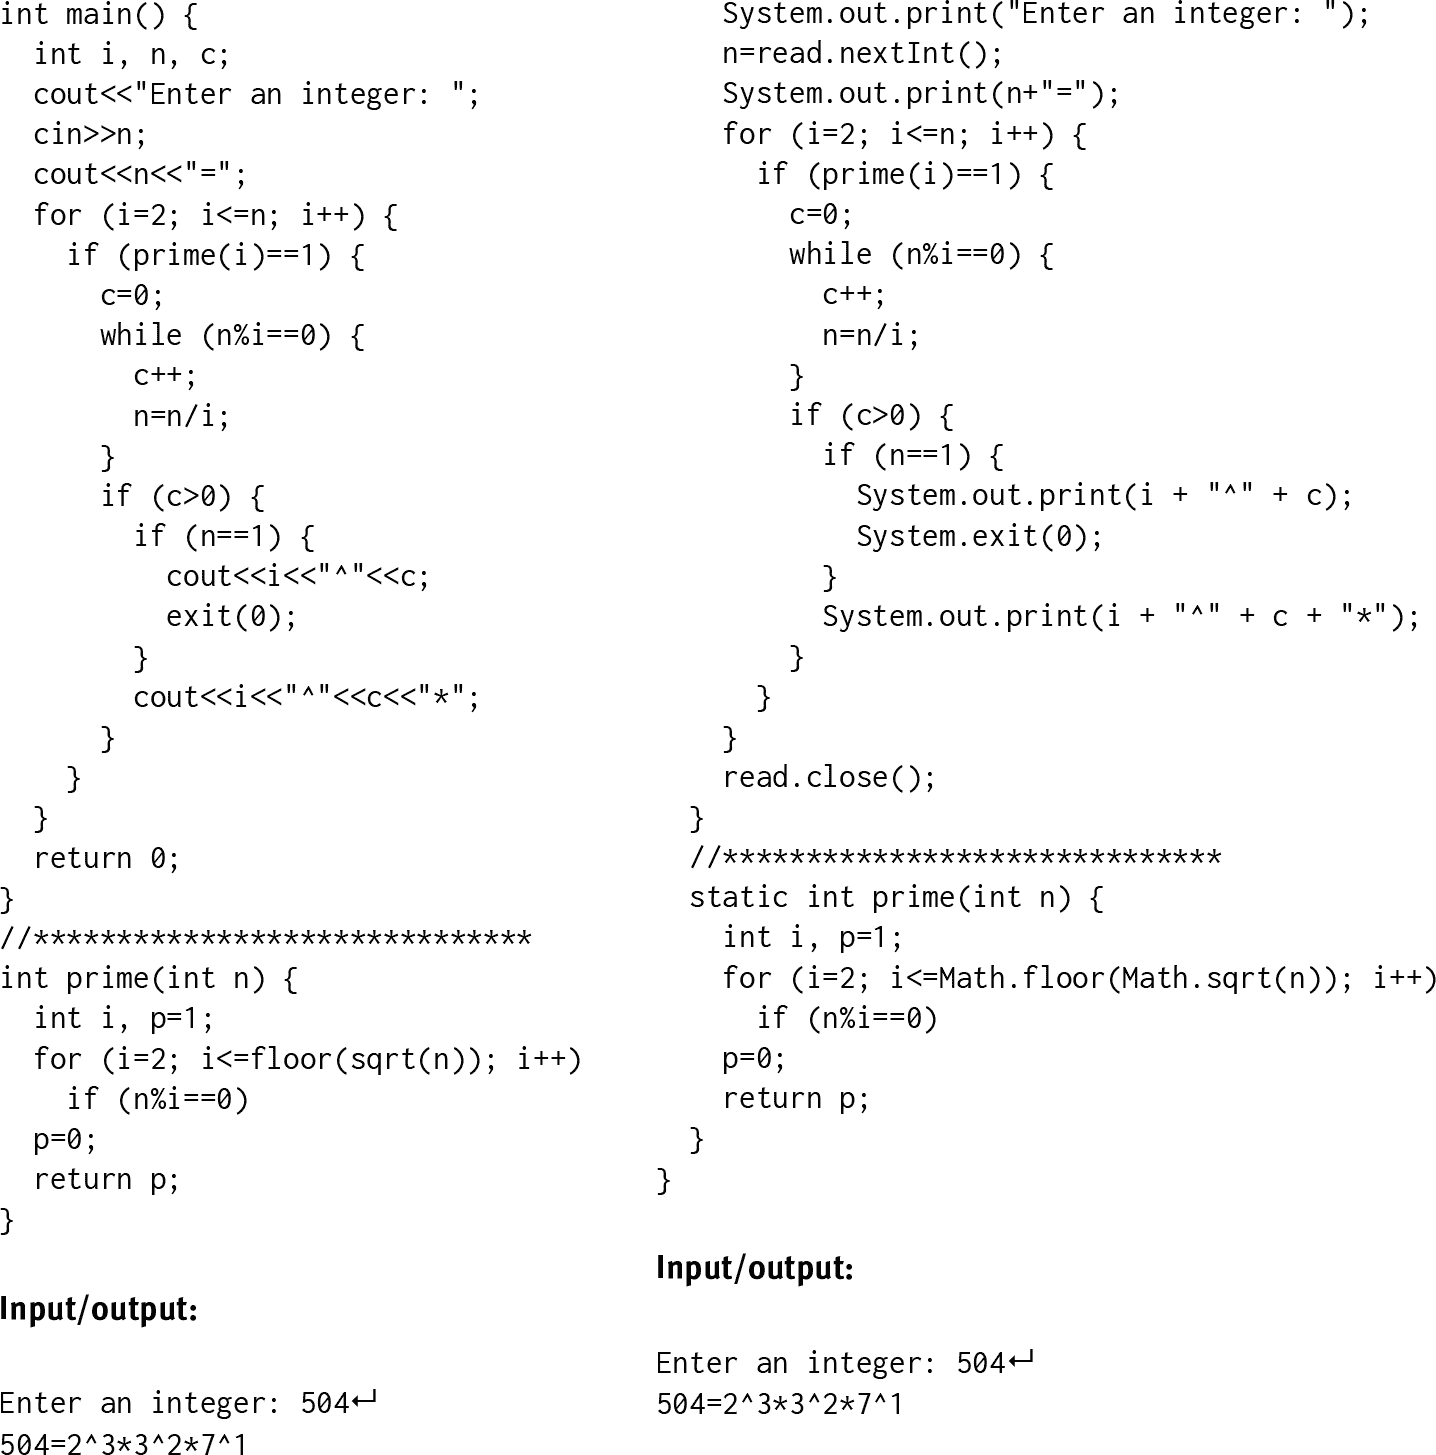 int main() {
  int i, n, c;
  cout<<"Enter an integer: ";
  cin>>n;
  cout<<n<<"=";
  for (i=2; i<=n; i++) {
    if (prime(i)==1) {
      c=0;
      while (n%i==0) {
        c++;
        n=n/i;
      }
      if (c>0) {
        if (n==1) {
          cout<<i<<"^"<<c;
          exit(0);
        }
        cout<<i<<"^"<<c<<"*";
      }
    }
  }
  return 0;
}
//******************************
int prime(int n) {
  int i, p=1;
  for (i=2; i<=floor(sqrt(n)); i++)
    if (n%i==0)
  p=0;
  return p;
}
Input/output:
Enter an integer: 504↵
504=2^3*3^2*7^1
    System.out.print("Enter an integer: ");
    n=read.nextInt();
    System.out.print(n+"=");
    for (i=2; i<=n; i++) {
      if (prime(i)==1) {
        c=0;
        while (n%i==0) {
          c++;
          n=n/i;
        }
        if (c>0) {
          if (n==1) {
            System.out.print(i + "^" + c);
            System.exit(0);
          }
          System.out.print(i + "^" + c + "*");
        }
      }
    }
    read.close();
  }
  //******************************
  static int prime(int n) {
    int i, p=1;
    for (i=2; i<=Math.floor(Math.sqrt(n)); i++)
      if (n%i==0)
    p=0;
    return p;
  }
}
Input/output:
Enter an integer: 504↵
504=2^3*3^2*7^1